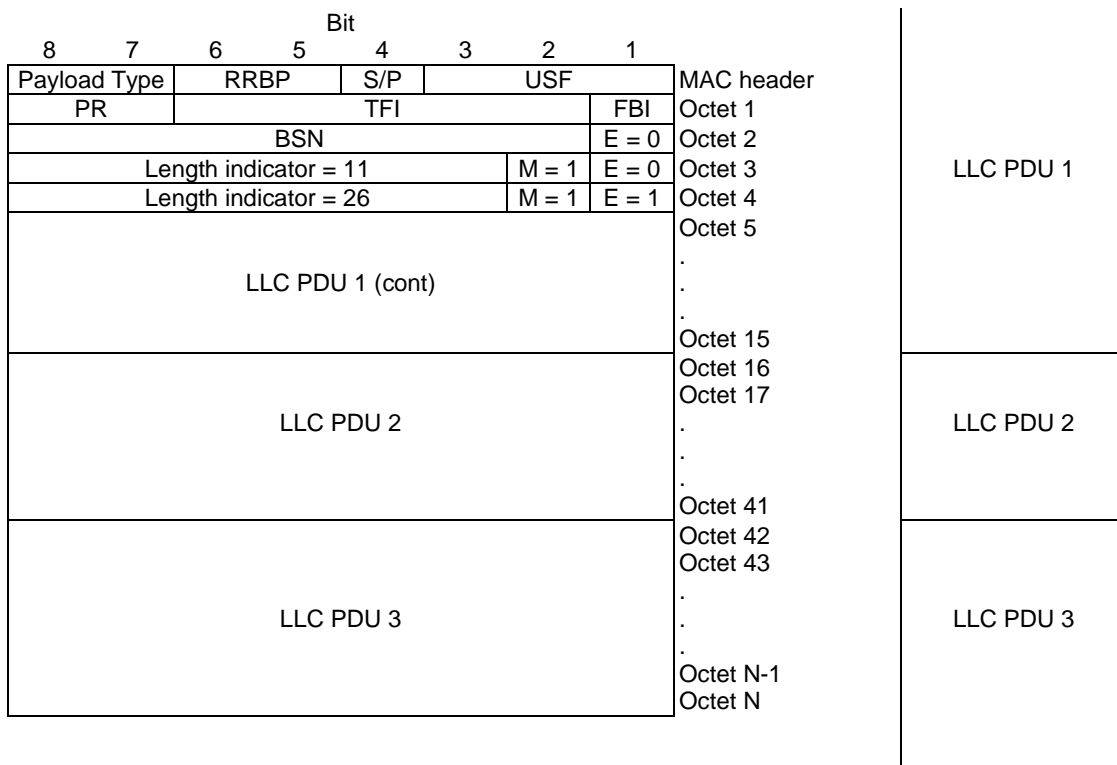 Bit
8 7 6 5 4 3 2 1
Payload Type RRBP S/P USF MAC header
PR TFI FBI Octet 1
BSN E = 0 Octet 2
Length indicator = 11 M = 1 E = 0 Octet 3 LLC PDU 1
Length indicator = 26 M = 1 E = 1 Octet 4
Octet 5
.
LLC PDU 1 (cont) .
.
Octet 15
Octet 16
Octet 17
LLC PDU 2 . LLC PDU 2
.
.
Octet 41
Octet 42
Octet 43
.
LLC PDU 3 . LLC PDU 3
.
Octet N-1
Octet N